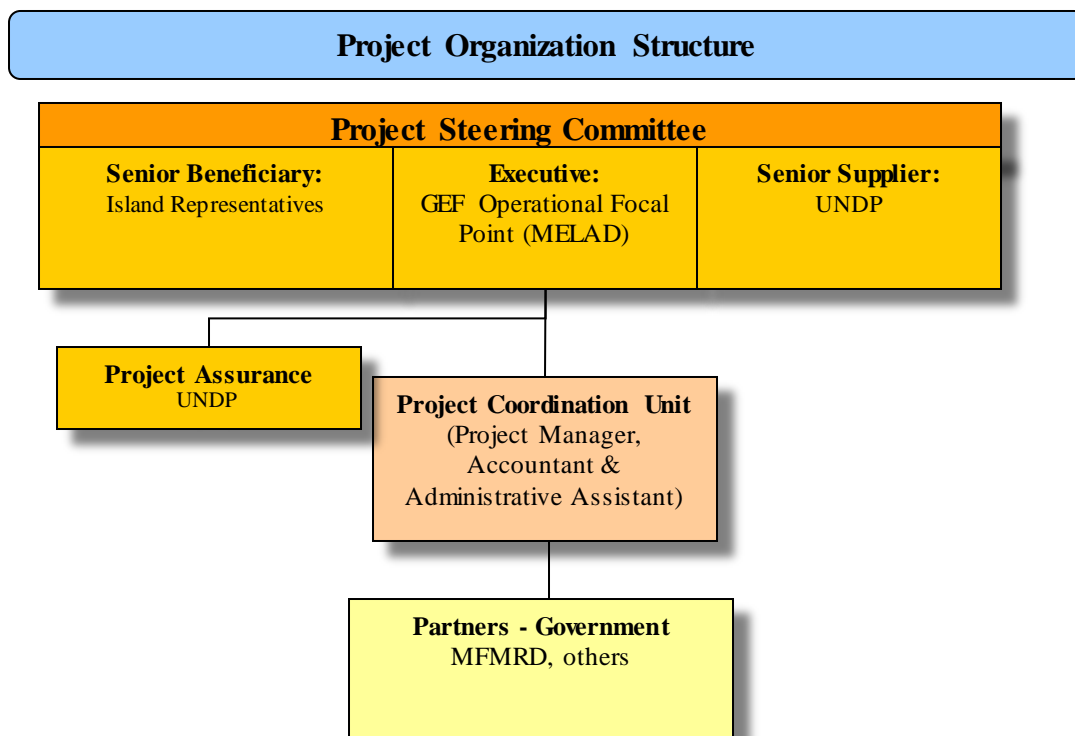 Project Organization Structure
Project Steering Committee
Senior Beneficiary:
Island Representatives
Executive:
GEF Operational Focal
Point (MELAD)
Senior Supplier:
UNDP
Project Assurance
UNDP
Project Coordination Unit
(Project Manager,
Accountant &
Administrative Assistant)
Partners - Government
MFMRD, others